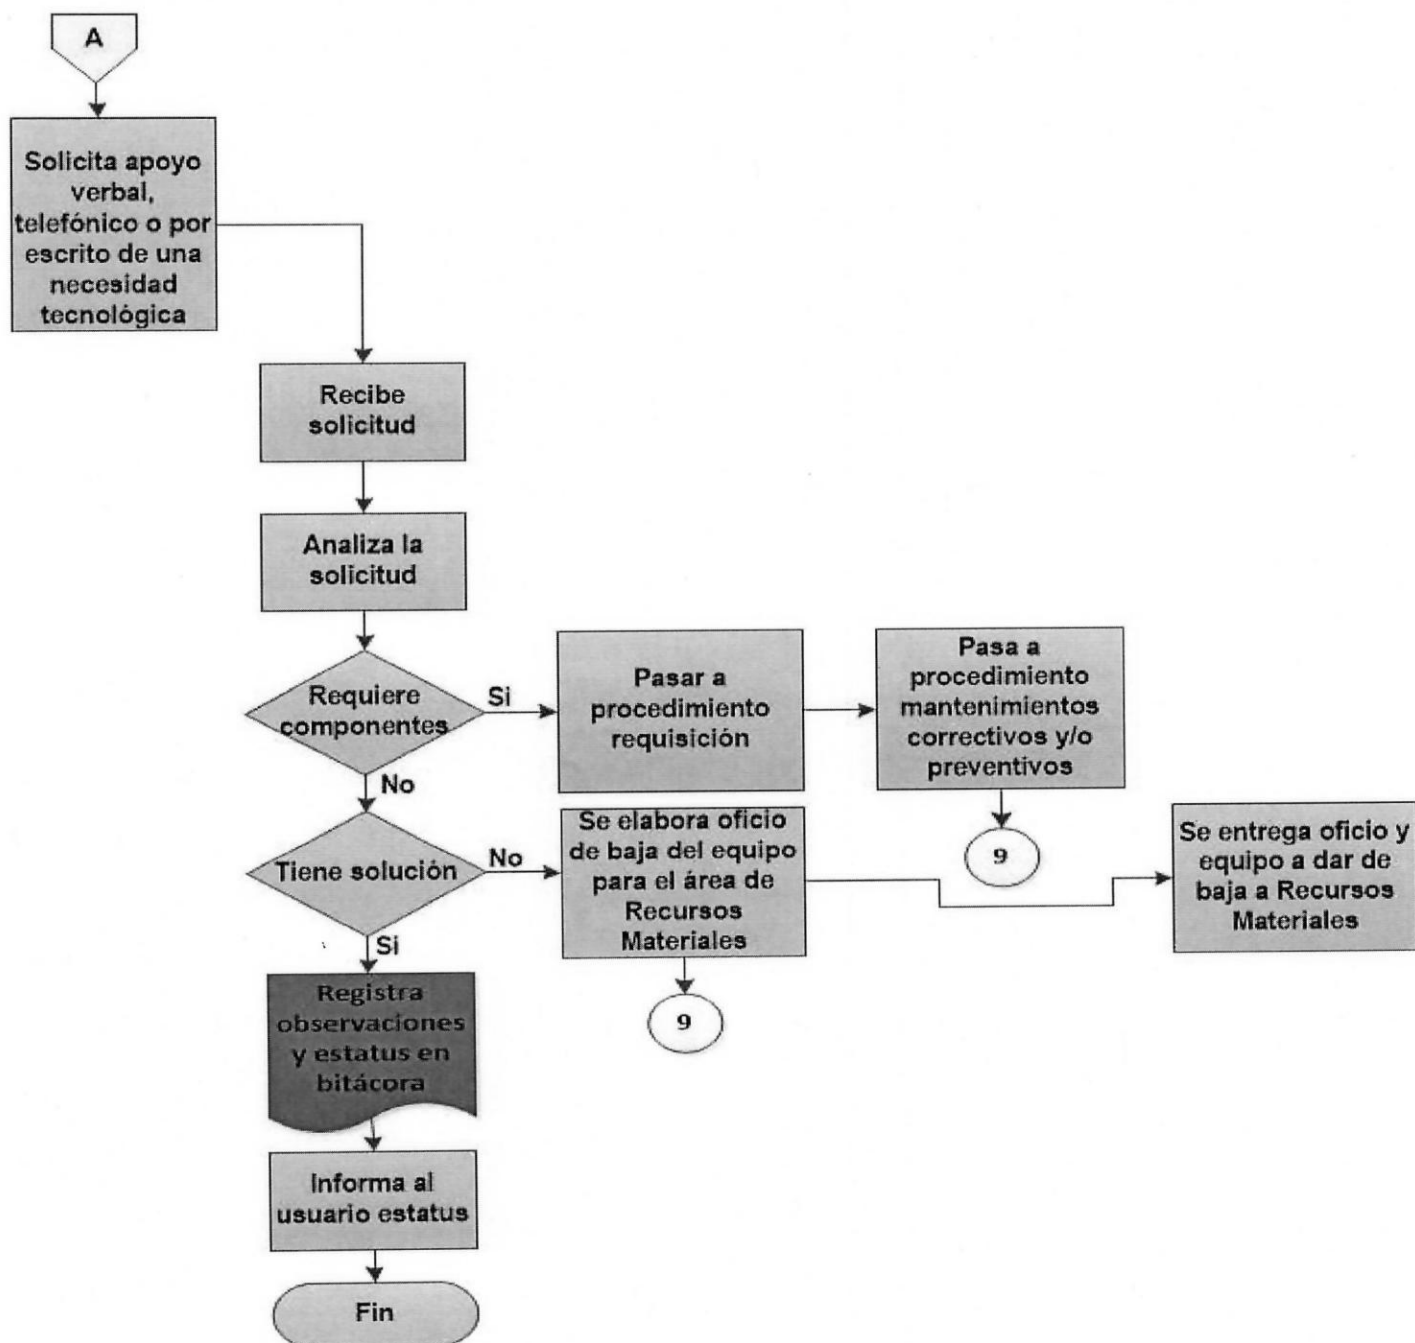 A
Solicita apoyo
verbal,
telefónico o por
escrito de una
necesidad
tecnológica
Recibe
solicitud
Analiza la
solicitud
Requiere
componentes
Si
Pasar a
procedimiento
requisición
Pasa a
procedimiento
mantenimientos
correctivos y/o
preventivos
9
No
Tiene solución
No
Se elabora oficio
de baja del equipo
para el área de
Recursos
Materiales
9
Se entrega oficio y
equipo a dar de
baja a Recursos
Materiales
Si
Registra
observaciones
y estatus en
bitácora
Informa al
usuario estatus
Fin